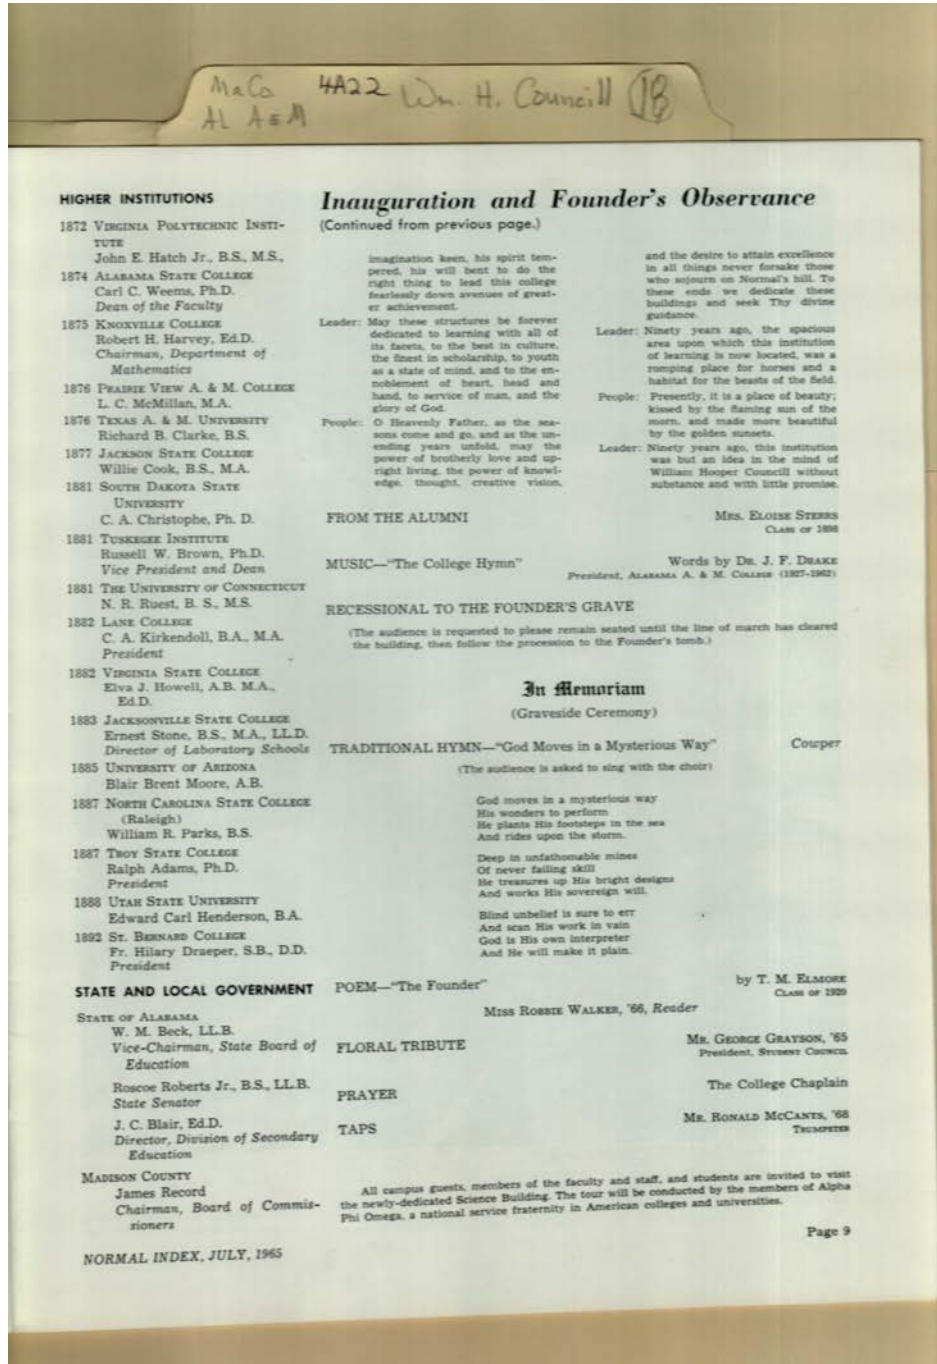 MaCo 4A22 Wm. H. Councill 18
AL A&M
HIGHER INSTITUTIONS
1872 VIRGINIA POLYTECHNIC INSTI-
TUTE
John E. Hatch Jr., B.S., M.S.,
1874 ALABAMA STATE COLLEGE
Carl C. Weems, Ph.D.
Dean of the Faculty
1875 KNOXVILLE COLLEGE
Robert H. Harvey, Ed.D.
Chairman, Department of
Mathematics
1876 PRAIRIE VIEW A. & M. COLLEGE
L. C. McMillan, M.A.
1876 TEXAS A. & M. UNIVERSITY
Richard B. Clarke, B.S.
1877 JACKSON STATE COLLEGE
Willie Cook, B.S., M.A.
1881 SOUTH DAKOTA STATE
UNIVERSITY
C. A. Christophe, Ph. D.
1881 TUSKEGEE INSTITUTE
Russell W. Brown, Ph.D.
Vice President and Dean
1881 THE UNIVERSITY OF CONNECTICUT
N. R. Ruest, B. S., M.S.
1882 LANE COLLEGE
C. A. Kirkendoll, B.A., M.A.
President
1882 VIRGINIA STATE COLLEGE
Elva J. Howell, A.B. M.A.,
Ed.D.
1883 JACKSONVILLE STATE COLLEGE
Ernest Stone, B.S., M.A., LL.D.
Director of Laboratory Schools
1885 UNIVERSITY OF ARIZONA
Blair Brent Moore, A.B.
1887 NORTH CAROLINA STATE COLLEGE
(Raleigh)
William R. Parks, B.S.
1887 TROY STATE COLLEGE
Ralph Adams, Ph.D.
President
1888 UTAH STATE UNIVERSITY
Edward Carl Henderson, B.A.
1892 ST. BERNARD COLLEGE
Fr. Hilary Draeper, S.B., D.D.
President
STATE AND LOCAL GOVERNMENT
STATE OF ALABAMA
W. M. Beck, LL.B.
Vice-Chairman, State Board of
Education
Roscoe Roberts Jr., B.S., LL.B.
State Senator
J. C. Blair, Ed.D.
Director, Division of Secondary
Education
MADISON COUNTY
James Record
Chairman, Board of Commis-
sioners
Inauguration and Founder's Observance
(Continued from previous page.)
imagination keen, his spirit tem-
pered, his will bent to do the
right thing to lead this college
fearlessly down avenues of great-
er achievement.
Leader: May these structures be forever
dedicated to learning with all of
its facets, to the best in culture,
the finest in scholarship, to youth
as a state of mind, and to the en-
noblement of heart, head and
hand, to service of man, and the
glory of God.
People: O Heavenly Father, as the sea-
sons come and go, and as the un-
ending years unfold, may the
power of brotherly love and up-
right living, the power of knowl-
edge, thought, creative vision,
and the desire to attain excellence
in all things never forsake those
who sojourn on Normal's hill. To
these ends we dedicate these
buildings and seek Thy divine
guidance.
Leader: Ninety years ago, the spacious
area upon which this institution
of learning is now located, was a
romping place for horses and a
habitat for the beasts of the field.
People: Presently, it is a place of beauty;
kissed by the flaming sun of the
morn, and made more beautiful
by the golden sunsets.
Leader: Ninety years ago, this institution
was but an idea in the mind of
William Hooper Councill without
substance and with little promise.
FROM THE ALUMNI MRS. ELOISE STERRS
CLASS OF 1898
MUSIC—"The College Hymn" Words by DR. J. F. DRAKE
President, ALABAMA A. & M. COLLEGE (1927-1962)
RECESSIONAL TO THE FOUNDER'S GRAVE
(The audience is requested to please remain seated until the line of march has cleared
the building, then follow the procession to the Founder's tomb.)
In Memoriam
(Graveside Ceremony)
TRADITIONAL HYMN—"God Moves in a Mysterious Way" Cowper
(The audience is asked to sing with the choir)
God moves in a mysterious way
His wonders to perform
He plants His footsteps in the sea
And rides upon the storm.
Deep in unfathomable mines
Of never failing skill
He treasures up His bright designs
And works His sovereign will.
Blind unbelief is sure to err
And scan His work in vain
God is His own interpreter
And He will make it plain.
POEM—"The Founder" by T. M. ELMORE
CLASS OF 1920
MISS ROBBIE WALKER, '66, Reader
FLORAL TRIBUTE MR. GEORGE GRAYSON, '65
President, STUDENT COUNCIL
PRAYER The College Chaplain
TAPS MR. RONALD MCCANTS, '68
TRUMPETER
All campus guests, members of the faculty and staff, and students are invited to visit
the newly-dedicated Science Building. The tour will be conducted by the members of Alpha
Phi Omega, a national service fraternity in American colleges and universities.
NORMAL INDEX, JULY, 1965
Page 9